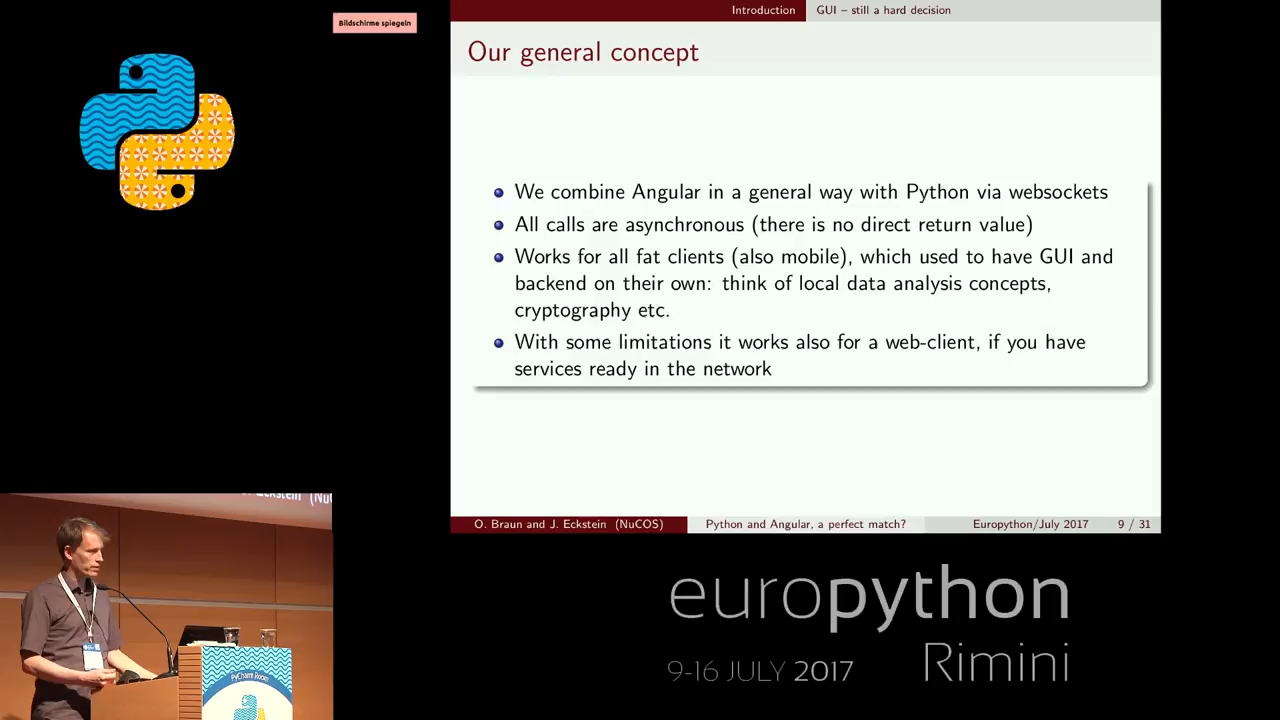 Bildschirme spiegeln
Introduction
GUI – still a hard decision
Our general concept
We combine Angular in a general way with Python via websockets
All calls are asynchronous (there is no direct return value)
Works for all fat clients (also mobile), which used to have GUI and
backend on their own: think of local data analysis concepts,
cryptography etc.
With some limitations it works also for a web-client, if you have
services ready in the network
O. Braun and J. Eckstein (NuCOS)
Python and Angular, a perfect match?
Europython/July 2017
9 / 31
Eckstein (Nu
PyCharm Room
europython
9-16 JULY 2017
Rimini